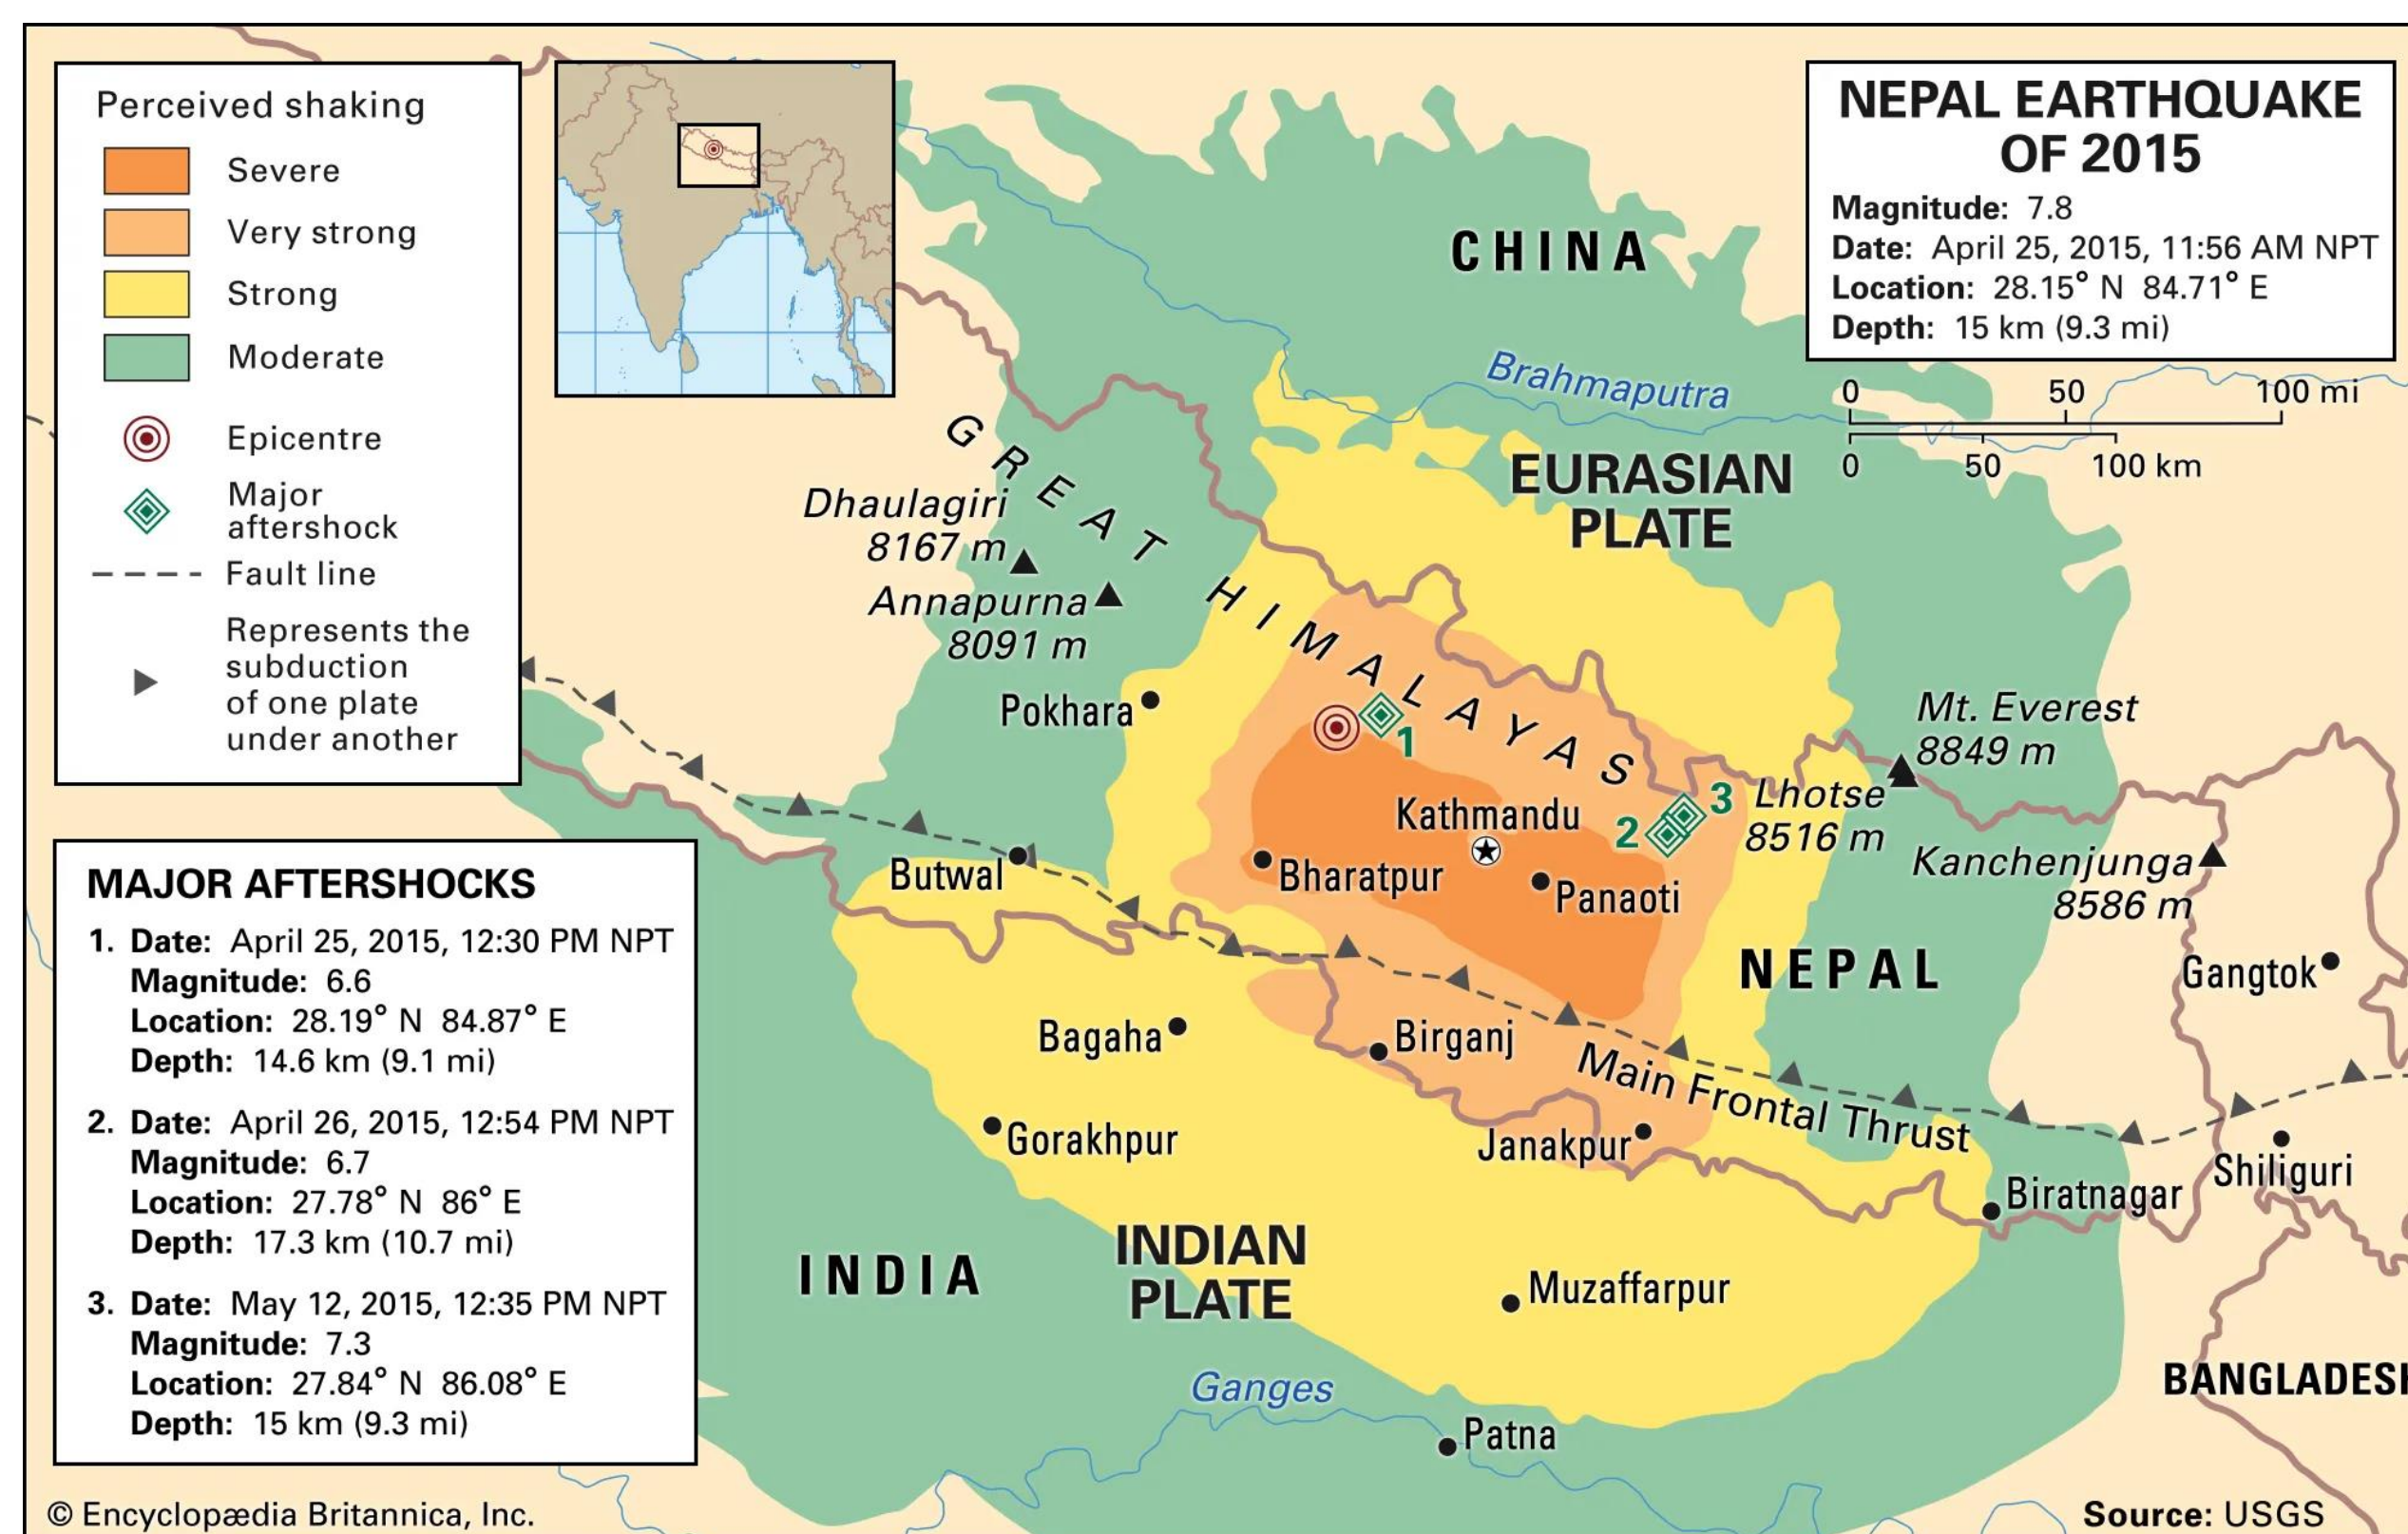 Perceived shaking
Severe
Very strong
Strong
Moderate
Epicentre
Major
aftershock
Fault line
Represents the
subduction
of one plate
under another
NEPAL EARTHQUAKE
OF 2015
Magnitude: 7.8
Date: April 25, 2015, 11:56 AM NPT
Location: 28.15° N 84.71° E
Depth: 15 km (9.3 mi)
0 50 100 mi
0 50 100 km
CHINA
Brahmaputra
EURASIAN
PLATE
GREAT HIMALAYAS
Dhaulagiri
8167 m
Annapurna
8091 m
Pokhara
1
Mt. Everest
8849 m
Lhotse
8516 m
3
2
Kathmandu
Kanchenjunga
8586 m
Butwal
Bharatpur
Panaoti
NEPAL
Gangtok
Bagaha
Birganj
Main Frontal Thrust
Gorakhpur
Janakpur
Shiliguri
Biratnagar
INDIAN
PLATE
INDIA
Muzaffarpur
BANGLADESH
Ganges
Patna
MAJOR AFTERSHOCKS
1. Date: April 25, 2015, 12:30 PM NPT
Magnitude: 6.6
Location: 28.19° N 84.87° E
Depth: 14.6 km (9.1 mi)
2. Date: April 26, 2015, 12:54 PM NPT
Magnitude: 6.7
Location: 27.78° N 86° E
Depth: 17.3 km (10.7 mi)
3. Date: May 12, 2015, 12:35 PM NPT
Magnitude: 7.3
Location: 27.84° N 86.08° E
Depth: 15 km (9.3 mi)
© Encyclopædia Britannica, Inc.
Source: USGS